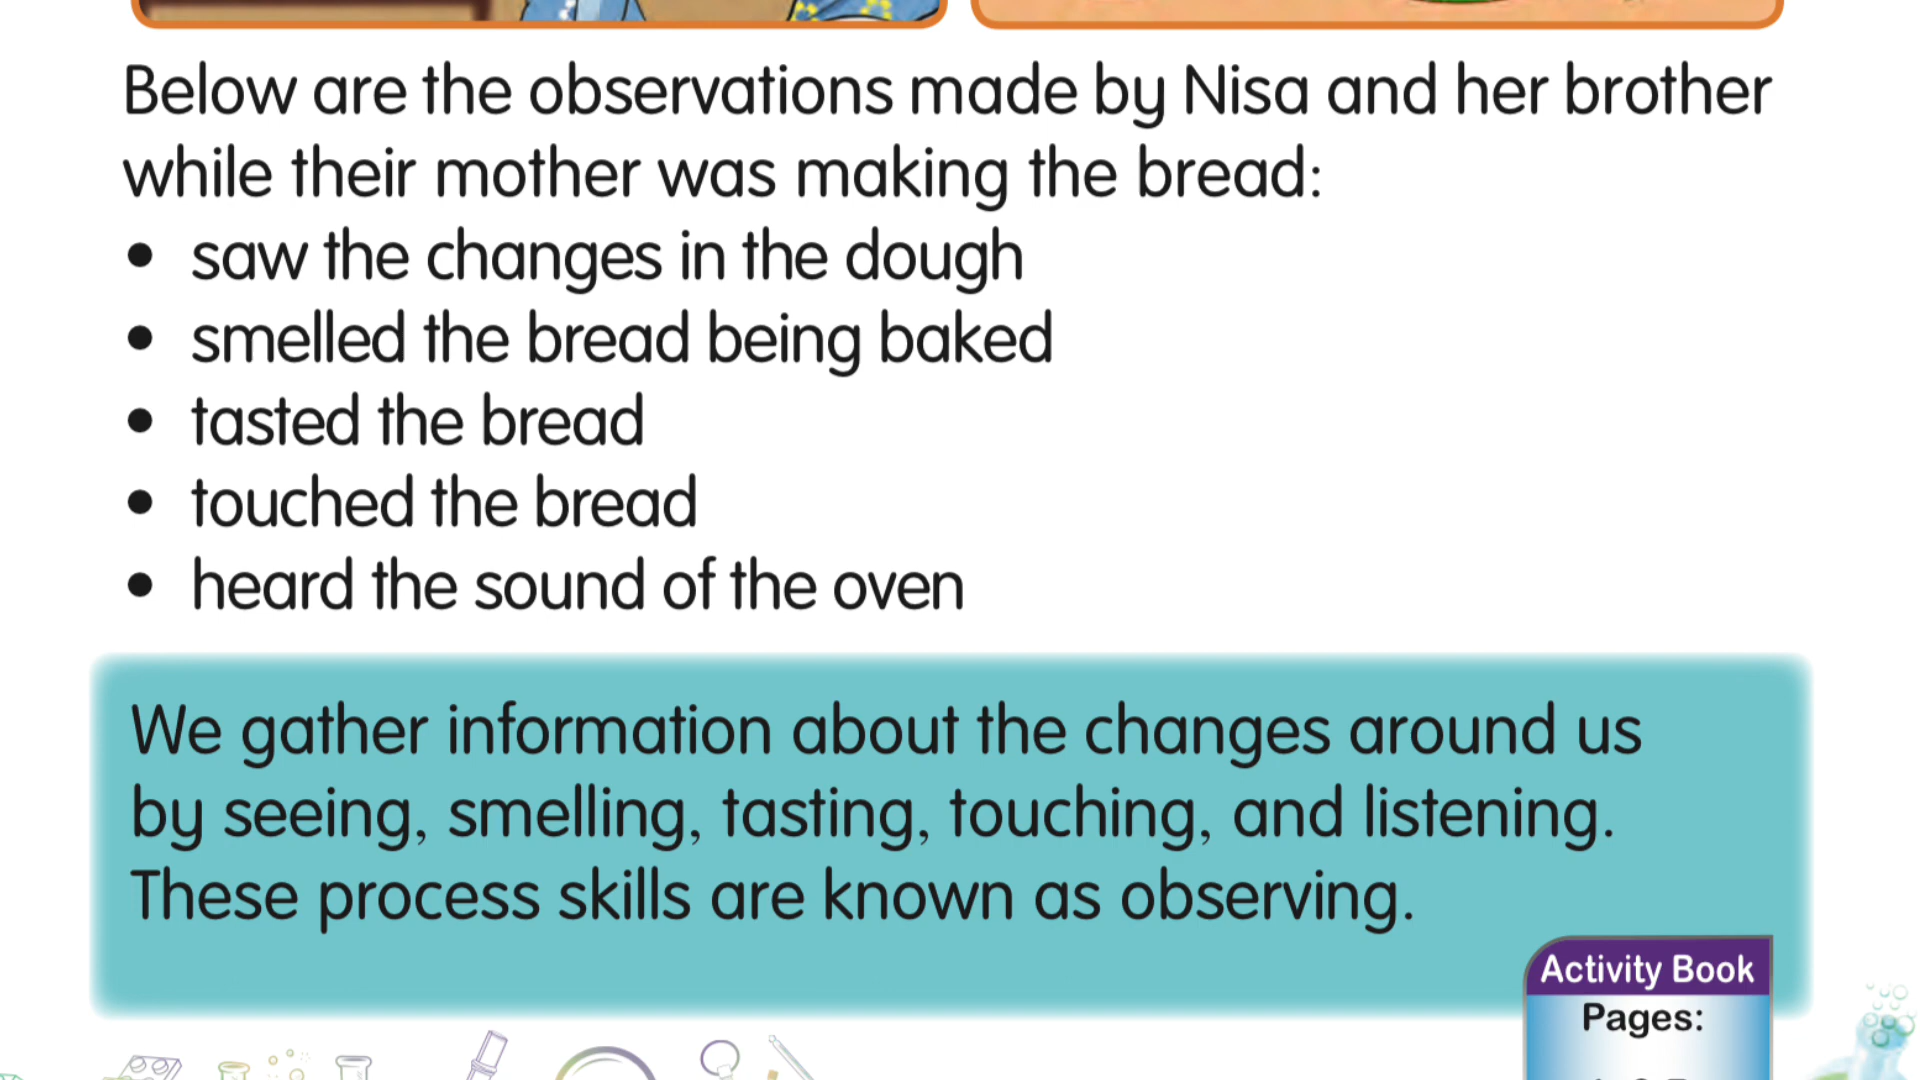 Below are the observations made by Nisa and her brother
while their mother was making the bread:
• saw the changes in the dough
• smelled the bread being baked
• tasted the bread
• touched the bread
• heard the sound of the oven
We gather information about the changes around us
by seeing, smelling, tasting, touching, and listening.
These process skills are known as observing.
Activity Book
Pages: